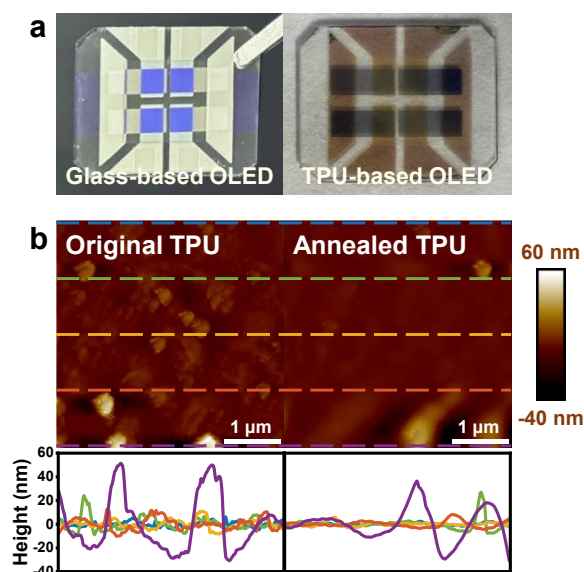 a
Glass-based OLED
TPU-based OLED
b
Original TPU
Annealed TPU
60 nm
-40 nm
1 µm
1 µm
Height (nm)
60
40
20
0
-20
-40